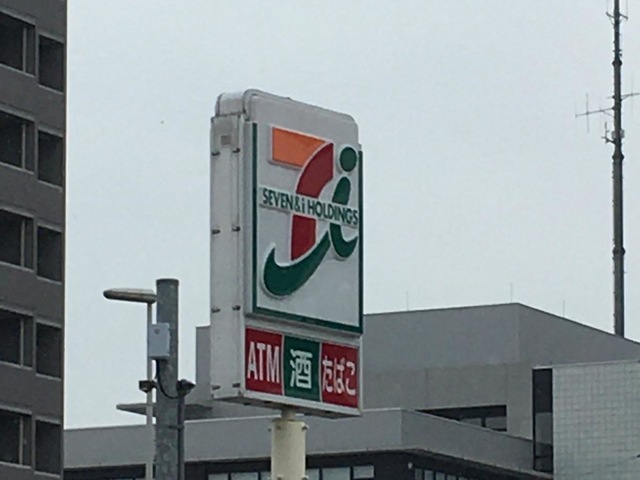 SEVEN&i HOLDINGS
ATM 酒 たばこ